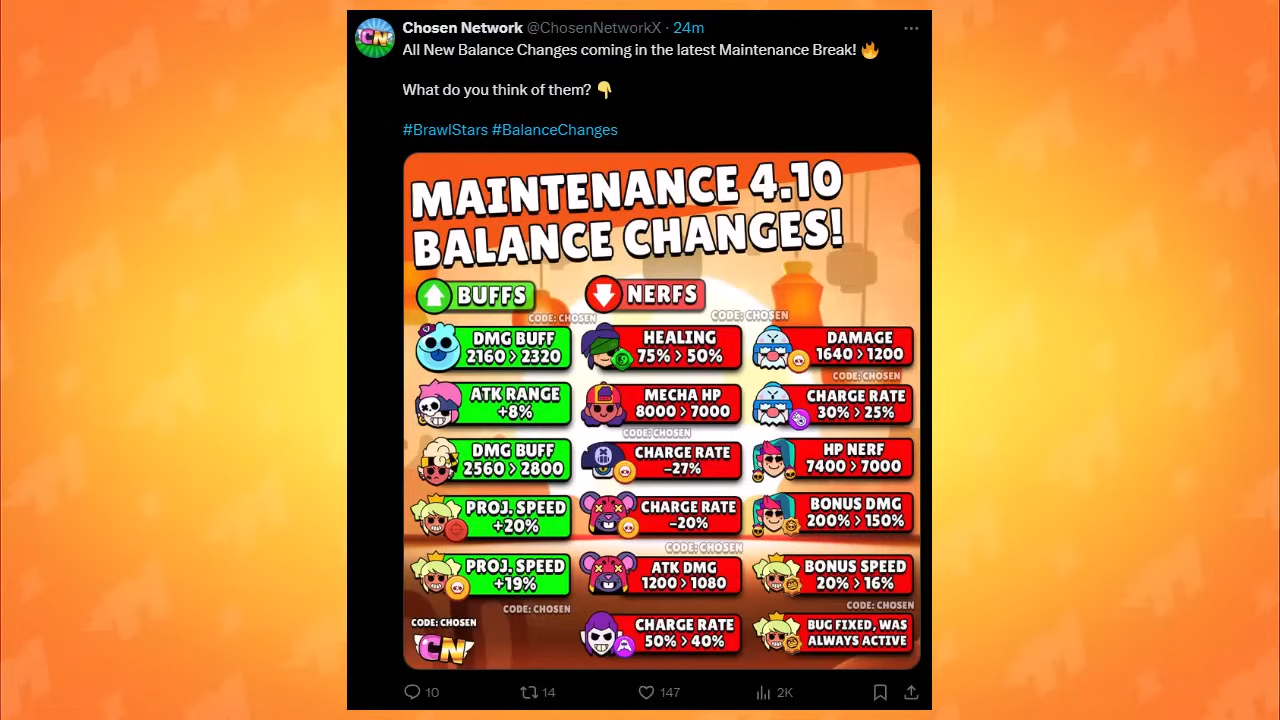 Chosen Network @ChosenNetworkX · 24m
All New Balance Changes coming in the latest Maintenance Break! 🔥
What do you think of them? 👇
#BrawlStars #BalanceChanges
MAINTENANCE 4.10
BALANCE CHANGES!
BUFFS
NERFS
CODE: CHOSEN
CODE: CHOSEN
DMG BUFF
2160 > 2320
HEALING
75% > 50%
DAMAGE
1640 > 1200
CODE: CHOSEN
ATK RANGE
+8%
MECHA HP
8000 > 7000
CHARGE RATE
30% > 25%
CODE: CHOSEN
DMG BUFF
2560 > 2800
CHARGE RATE
-27%
HP NERF
7400 > 7000
PROJ. SPEED
+20%
CHARGE RATE
-20%
BONUS DMG
200% > 150%
CODE: CHOSEN
PROJ. SPEED
+19%
ATK DMG
1200 > 1080
BONUS SPEED
20% > 16%
CODE: CHOSEN
CODE: CHOSEN
CODE: CHOSEN
CN
CHARGE RATE
50% > 40%
BUG FIXED, WAS
ALWAYS ACTIVE
10
14
147
2K